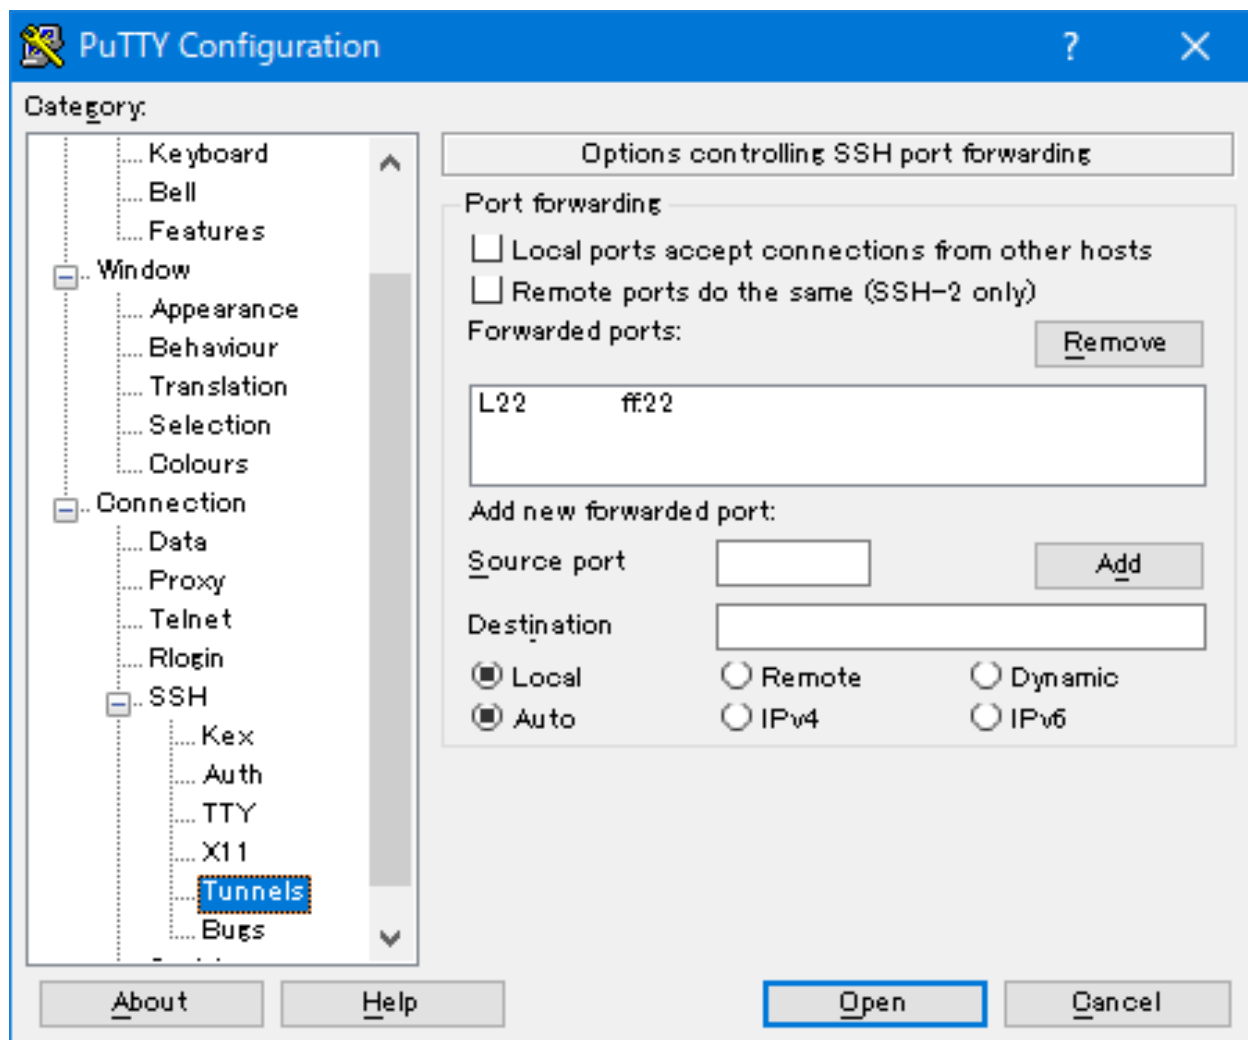 PuTTY Configuration
Category:
Keyboard
Bell
Features
Window
Appearance
Behaviour
Translation
Selection
Colours
Connection
Data
Proxy
Telnet
Rlogin
SSH
Kex
Auth
TTY
X11
Tunnels
Bugs
Options controlling SSH port forwarding
Port forwarding
Local ports accept connections from other hosts
Remote ports do the same (SSH-2 only)
Forwarded ports:
Remove
L22 ff:22
Add new forwarded port:
Source port
Add
Destination
Local Remote Dynamic
Auto IPv4 IPv6
About Help Open Cancel